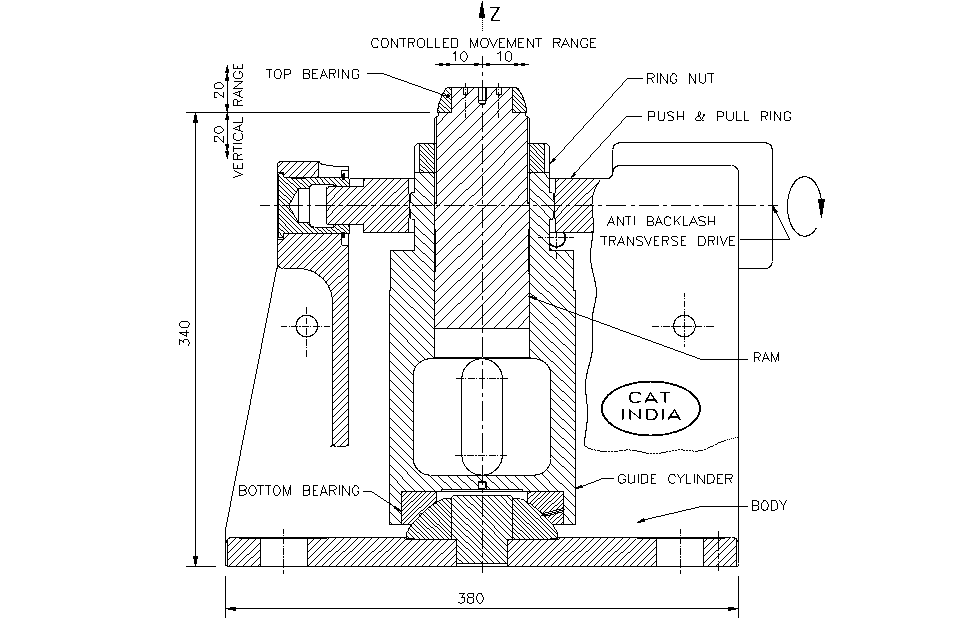 Z
CONTROLLED MOVEMENT RANGE
10 10
TOP BEARING
RING NUT
20
PUSH & PULL RING
20
VERTICAL RANGE
ANTI BACKLASH
TRANSVERSE DRIVE
340
RAM
CAT
INDIA
GUIDE CYLINDER
BOTTOM BEARING
BODY
380